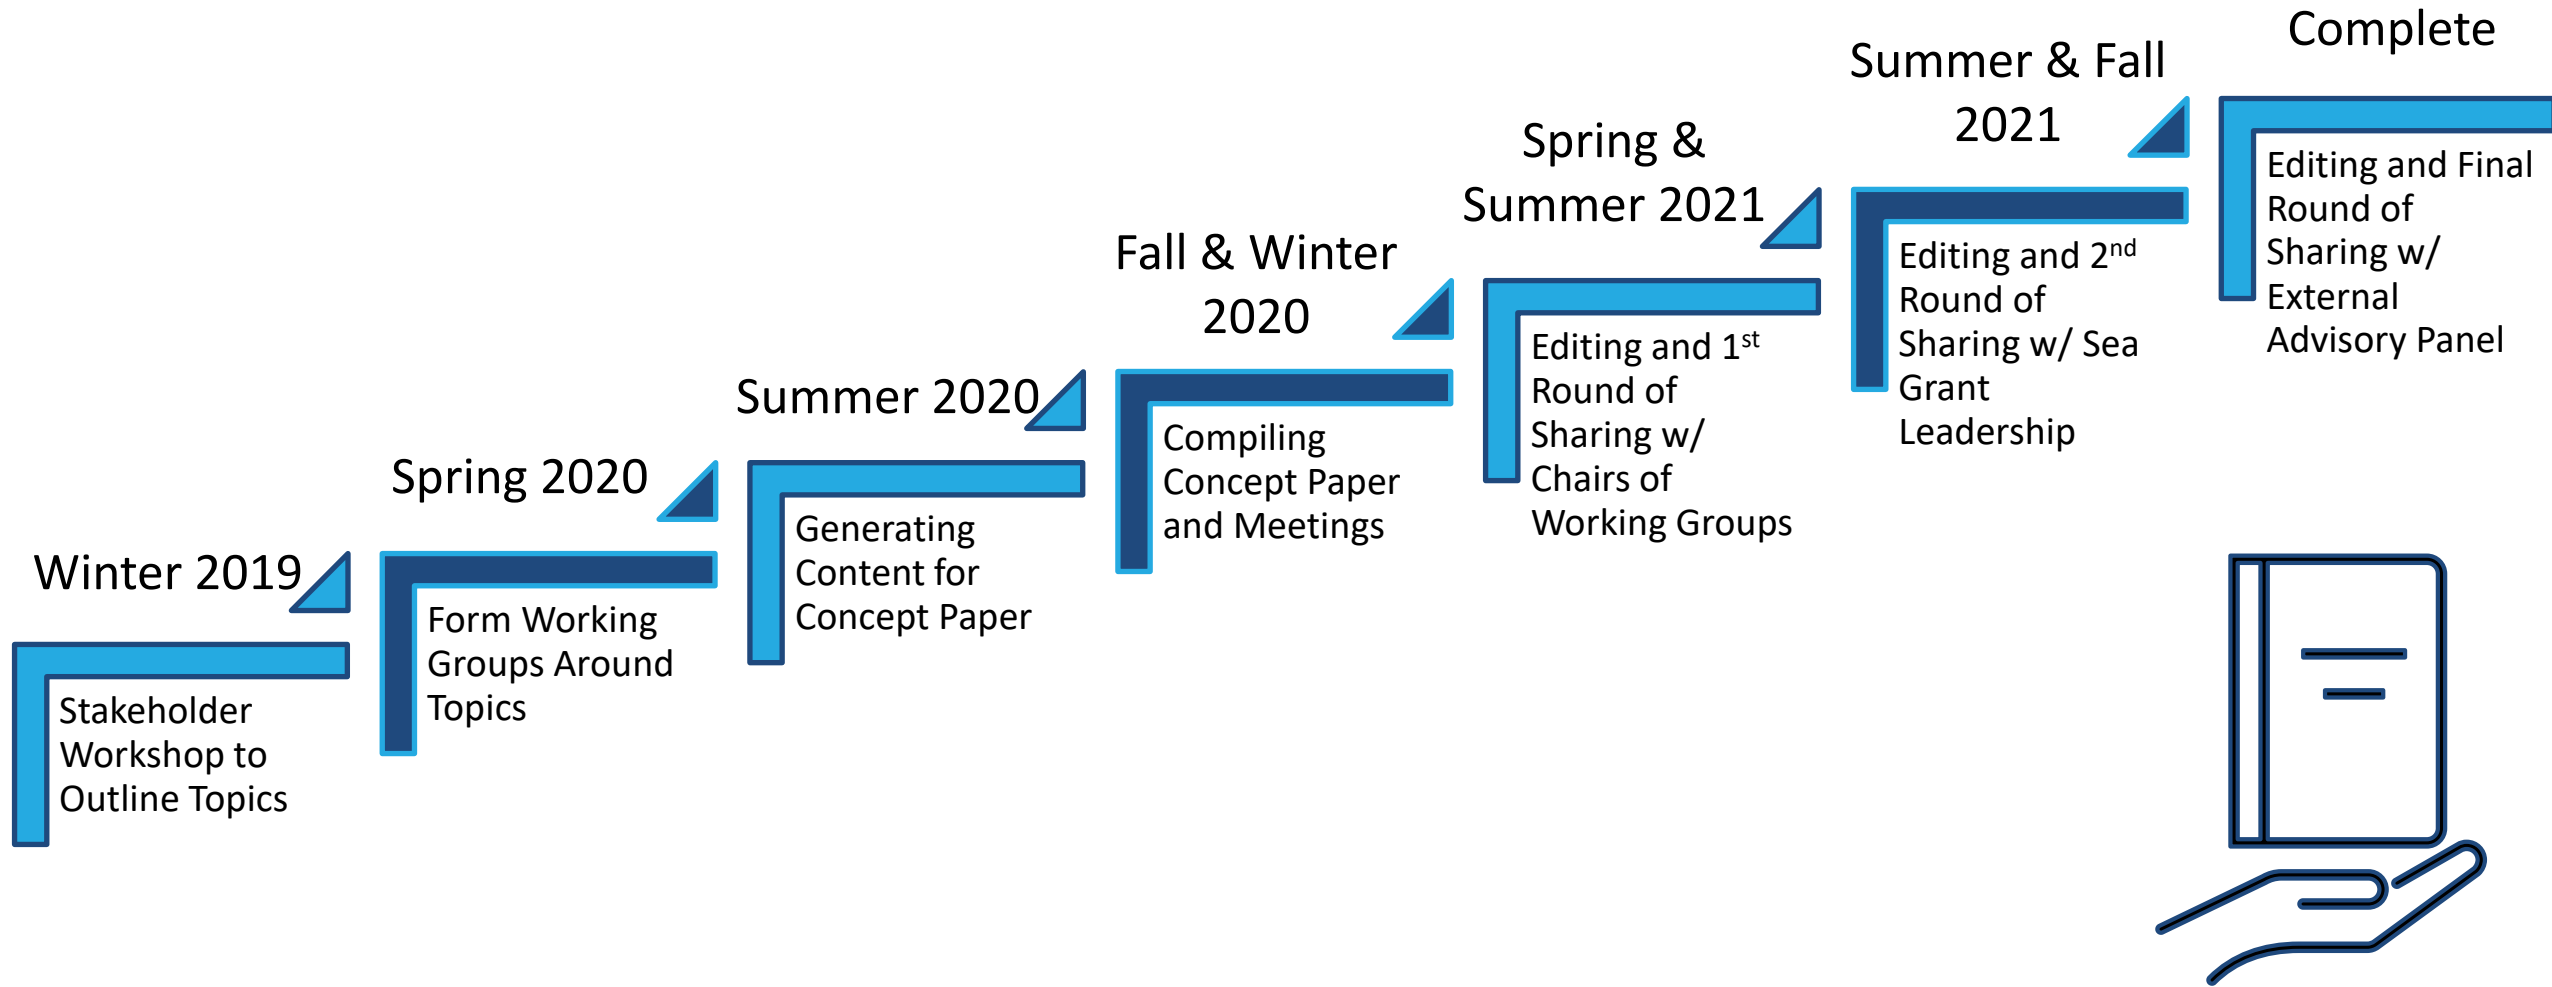 Winter 2019
Stakeholder
Workshop to
Outline Topics
Spring 2020
Form Working
Groups Around
Topics
Summer 2020
Generating
Content for
Concept Paper
Fall & Winter
2020
Compiling
Concept Paper
and Meetings
Spring &
Summer 2021
Editing and 1st
Round of
Sharing w/
Chairs of
Working Groups
Summer & Fall
2021
Editing and 2nd
Round of
Sharing w/ Sea
Grant
Leadership
Complete
Editing and Final
Round of
Sharing w/
External
Advisory Panel